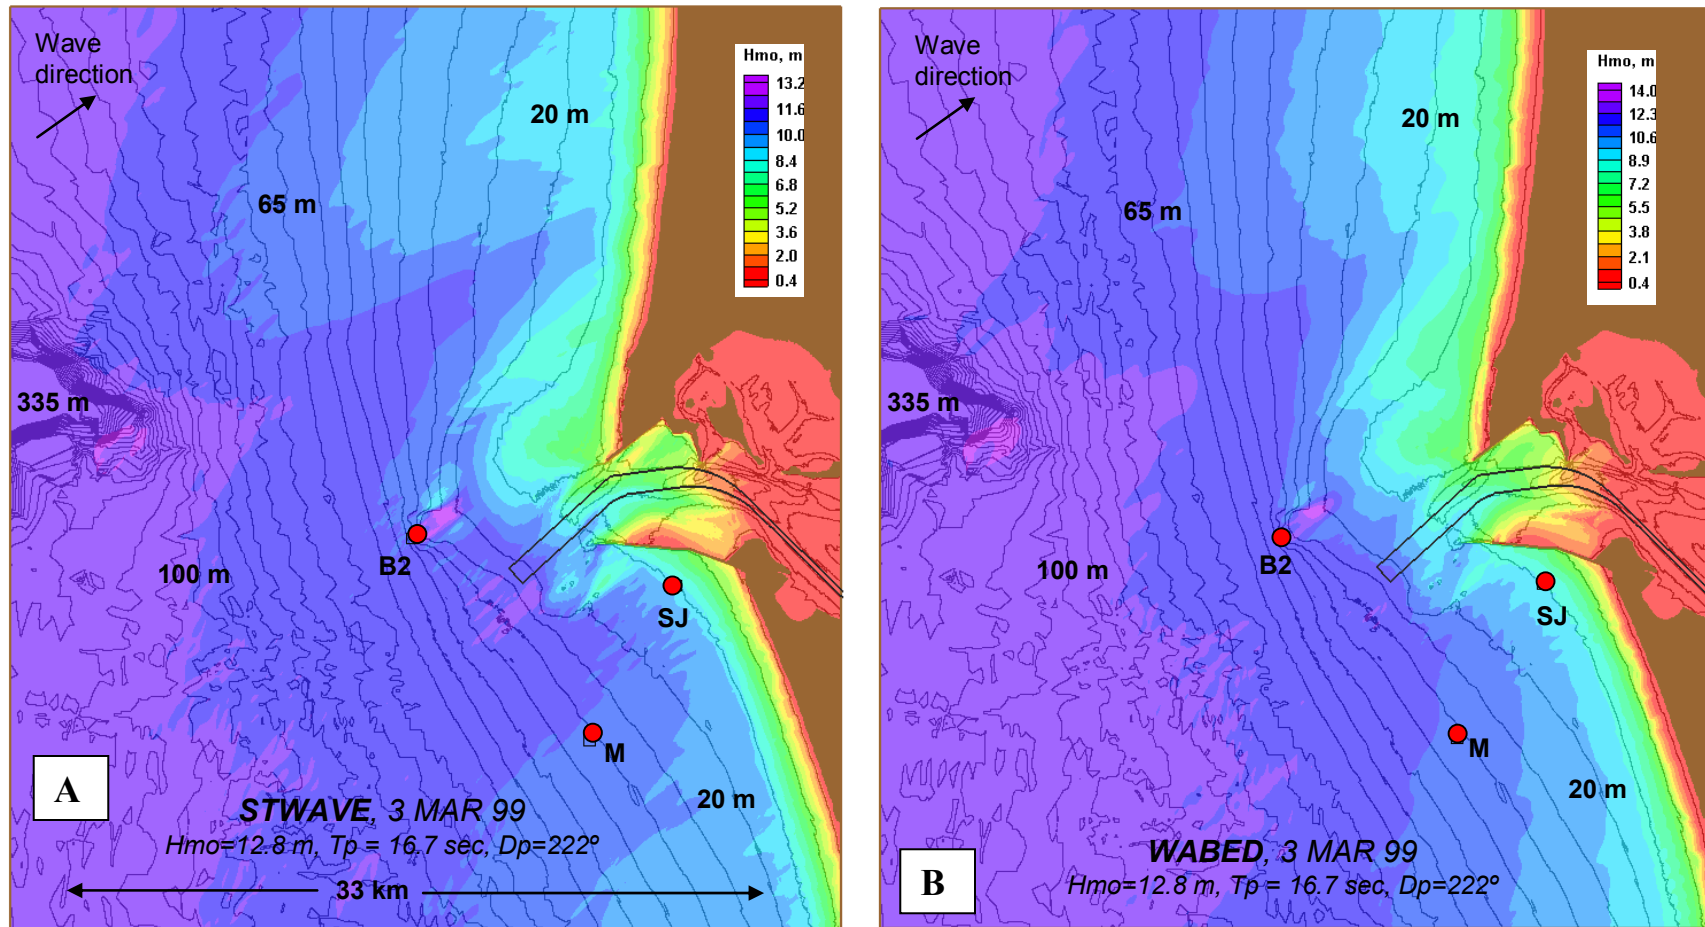 Wave
direction
Hmo, m
13.2
11.6
10.0
8.4
6.8
5.2
3.6
2.0
0.4
20 m
65 m
335 m
100 m
B2
SJ
M
20 m
A
STWAVE, 3 MAR 99
Hmo=12.8 m, Tp = 16.7 sec, Dp=222º
33 km
Wave
direction
Hmo, m
14.0
12.3
10.6
8.9
7.2
5.5
3.8
2.1
0.4
20 m
65 m
335 m
100 m
B2
SJ
M
20 m
B
WABED, 3 MAR 99
Hmo=12.8 m, Tp = 16.7 sec, Dp=222º